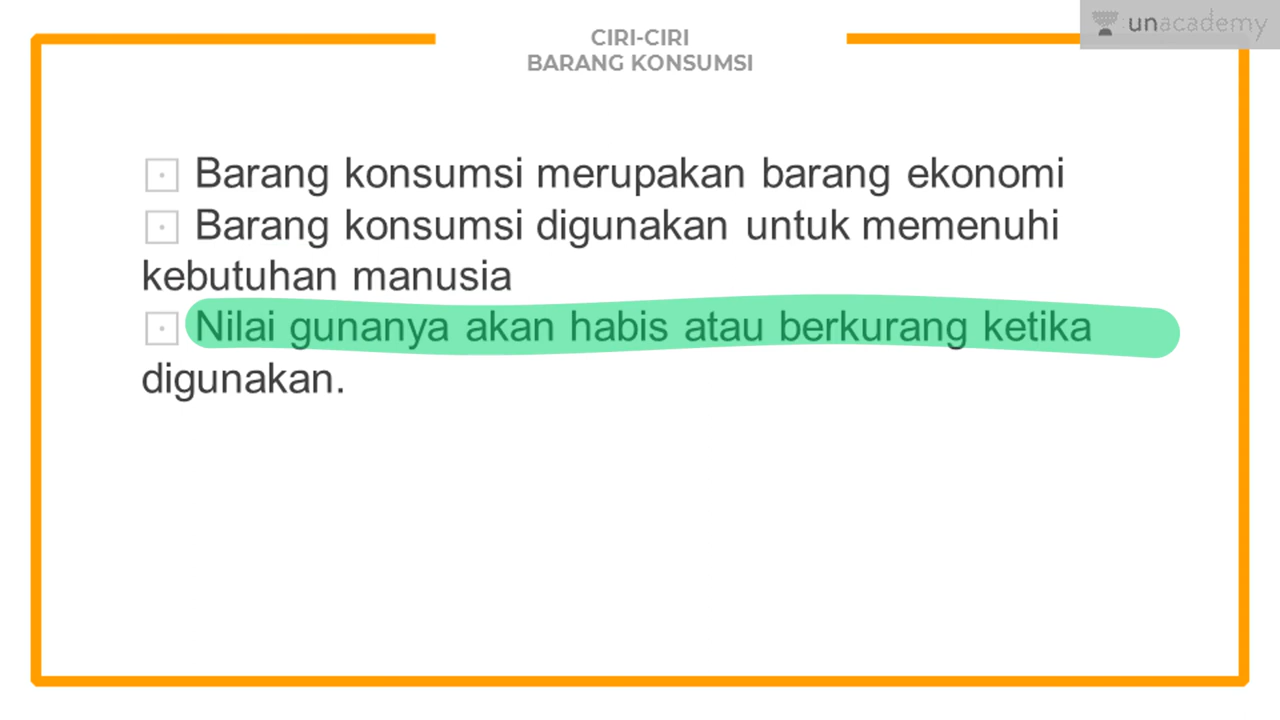 unacademy
CIRI-CIRI
BARANG KONSUMSI
Barang konsumsi merupakan barang ekonomi
Barang konsumsi digunakan untuk memenuhi
kebutuhan manusia
Nilai gunanya akan habis atau berkurang ketika
digunakan.